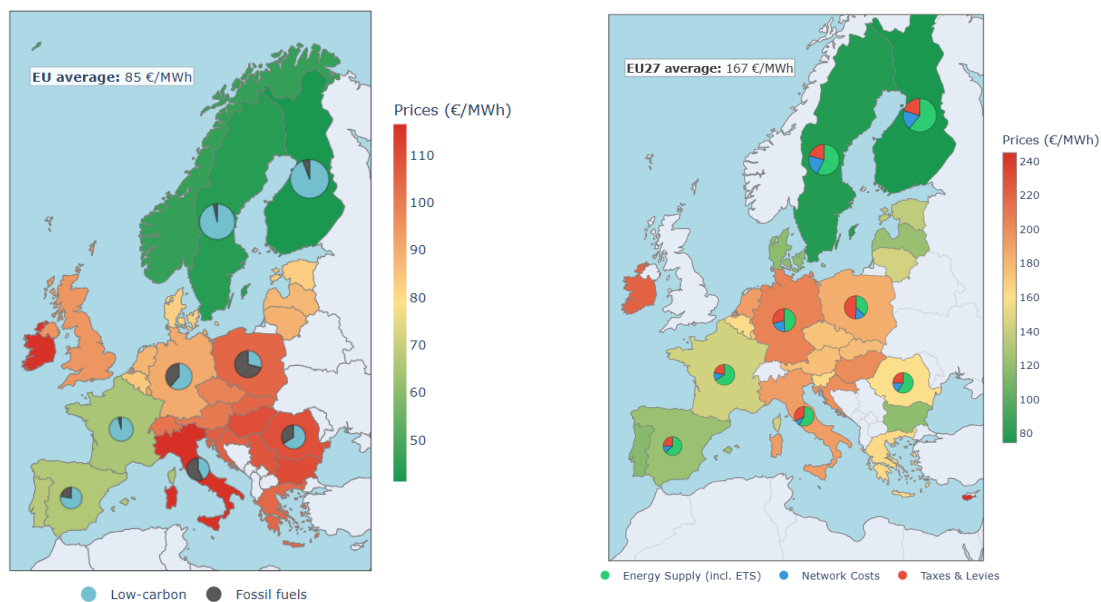 EU average: 85 €/MWh
Prices (€/MWh)
110
100
90
80
70
60
50
Low-carbon
Fossil fuels
EU27 average: 167 €/MWh
Prices (€/MWh)
240
220
200
180
160
140
120
100
80
Energy Supply (incl. ETS)
Network Costs
Taxes & Levies